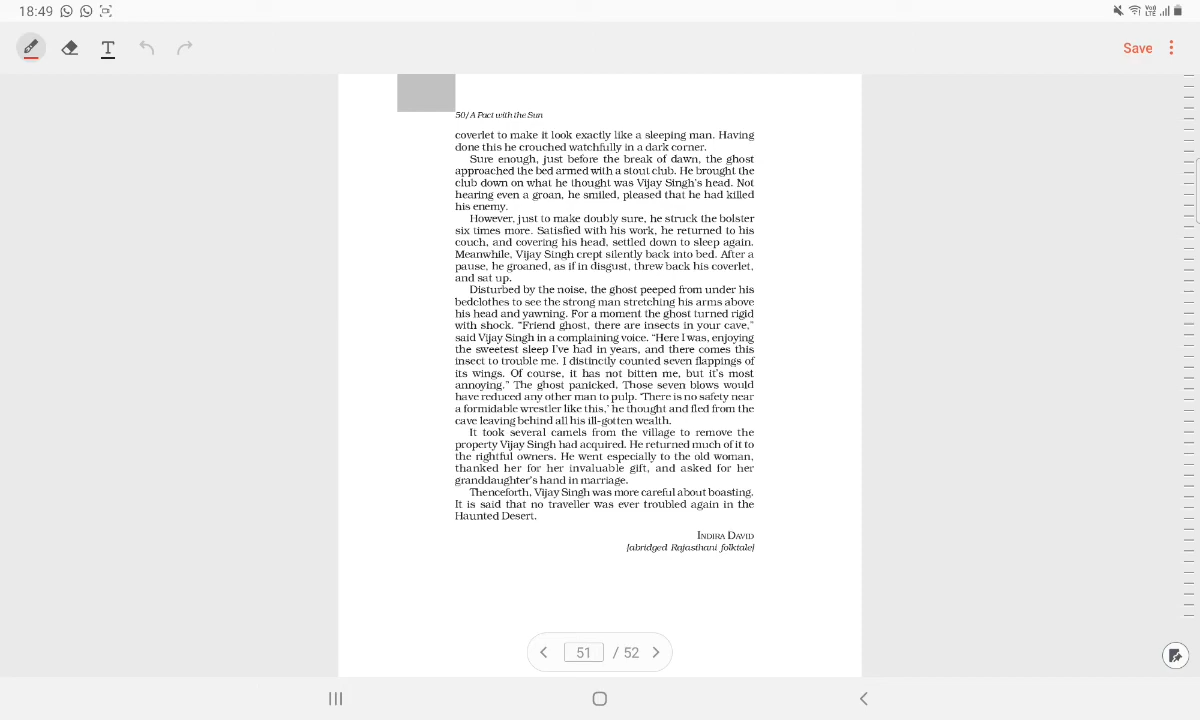 18:49
Save
50/A Pact with the Sun
coverlet to make it look exactly like a sleeping man. Having
done this he crouched watchfully in a dark corner.
Sure enough, just before the break of dawn, the ghost
approached the bed armed with a stout club. He brought the
club down on what he thought was Vijay Singh's head. Not
hearing even a groan, he smiled, pleased that he had killed
his enemy.
However, just to make doubly sure, he struck the bolster
six times more. Satisfied with his work, he returned to his
couch, and covering his head, settled down to sleep again.
Meanwhile, Vijay Singh crept silently back into bed. After a
pause, he groaned, as if in disgust, threw back his coverlet,
and sat up.
Disturbed by the noise, the ghost peeped from under his
bedclothes to see the strong man stretching his arms above
his head and yawning. For a moment the ghost turned rigid
with shock. “Friend ghost, there are insects in your cave,”
said Vijay Singh in a complaining voice. “Here I was, enjoying
the sweetest sleep I've had in years, and there comes this
insect to trouble me. I distinctly counted seven flappings of
its wings. Of course, it has not bitten me, but it's most
annoying.” The ghost panicked. Those seven blows would
have reduced any other man to pulp. ‘There is no safety near
a formidable wrestler like this,’ he thought and fled from the
cave leaving behind all his ill-gotten wealth.
It took several camels from the village to remove the
property Vijay Singh had acquired. He returned much of it to
the rightful owners. He went especially to the old woman,
thanked her for her invaluable gift, and asked for her
granddaughter's hand in marriage.
Thenceforth, Vijay Singh was more careful about boasting.
It is said that no traveller was ever troubled again in the
Haunted Desert.
INDIRA DAVID
[abridged Rajasthani folktale]
51 / 52